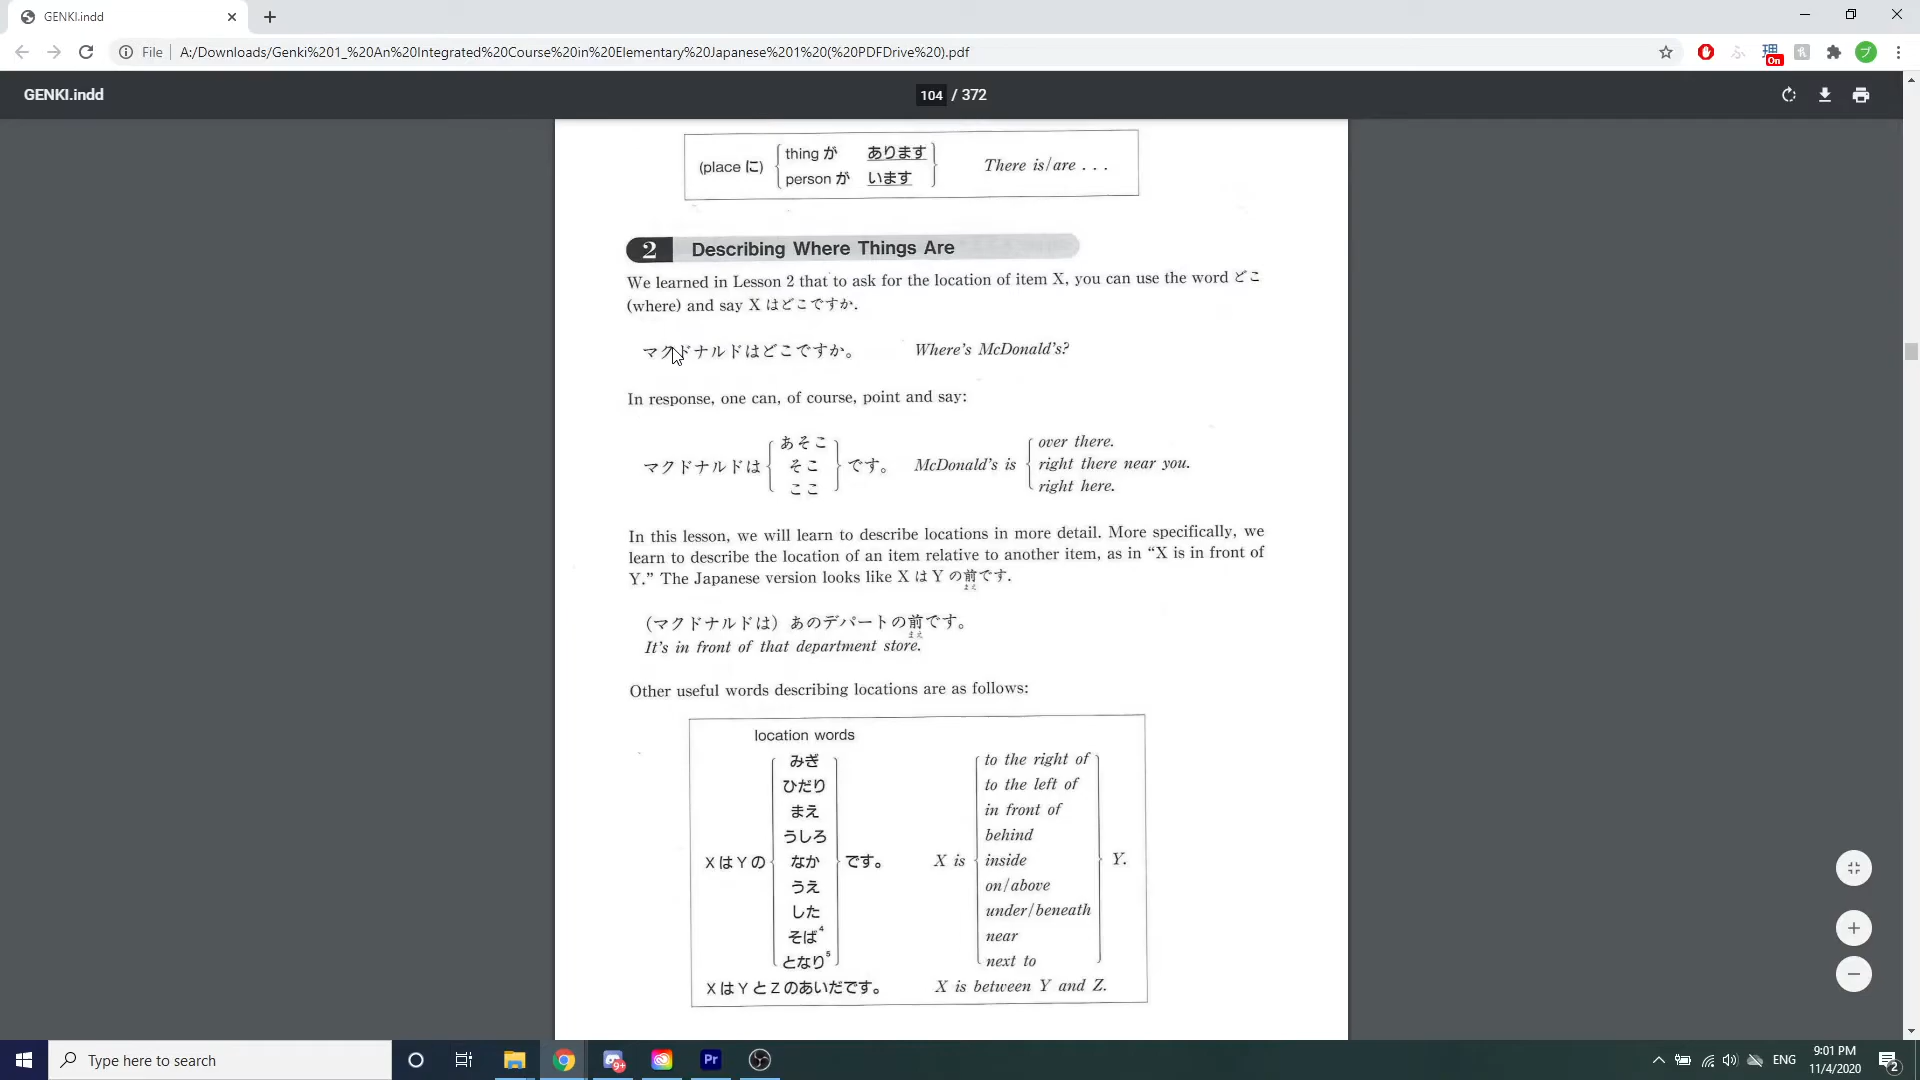 GENKI.indd
File
A:/Downloads/Genki%201_%20An%20Integrated%20Course%20in%20Elementary%20Japanese%201%20(%20PDFDrive%20).pdf
On
プ
GENKI.indd
104 / 372
(place に) thing が あります There is/are . . .
person が います
2 Describing Where Things Are
We learned in Lesson 2 that to ask for the location of item X, you can use the word どこ
(where) and say X はどこですか.
マクドナルドはどこですか。 Where's McDonald's?
In response, one can, of course, point and say:
マクドナルドは あそこ です。 McDonald's is over there.
そこ right there near you.
ここ right here.
In this lesson, we will learn to describe locations in more detail. More specifically, we
learn to describe the location of an item relative to another item, as in “X is in front of
Y.” The Japanese version looks like X は Y の前です.
まえ
(マクドナルドは) あのデパートの前です。
まえ
It's in front of that department store.
Other useful words describing locations are as follows:
location words
みぎ to the right of
ひだり to the left of
まえ in front of
うしろ behind
X は Y の なか です。 X is inside Y.
うえ on/above
した under/beneath
そば4 near
となり5 next to
X は Y と Z のあいだです。 X is between Y and Z.
Type here to search
9+
Pr
ENG
9:01 PM
11/4/2020
2